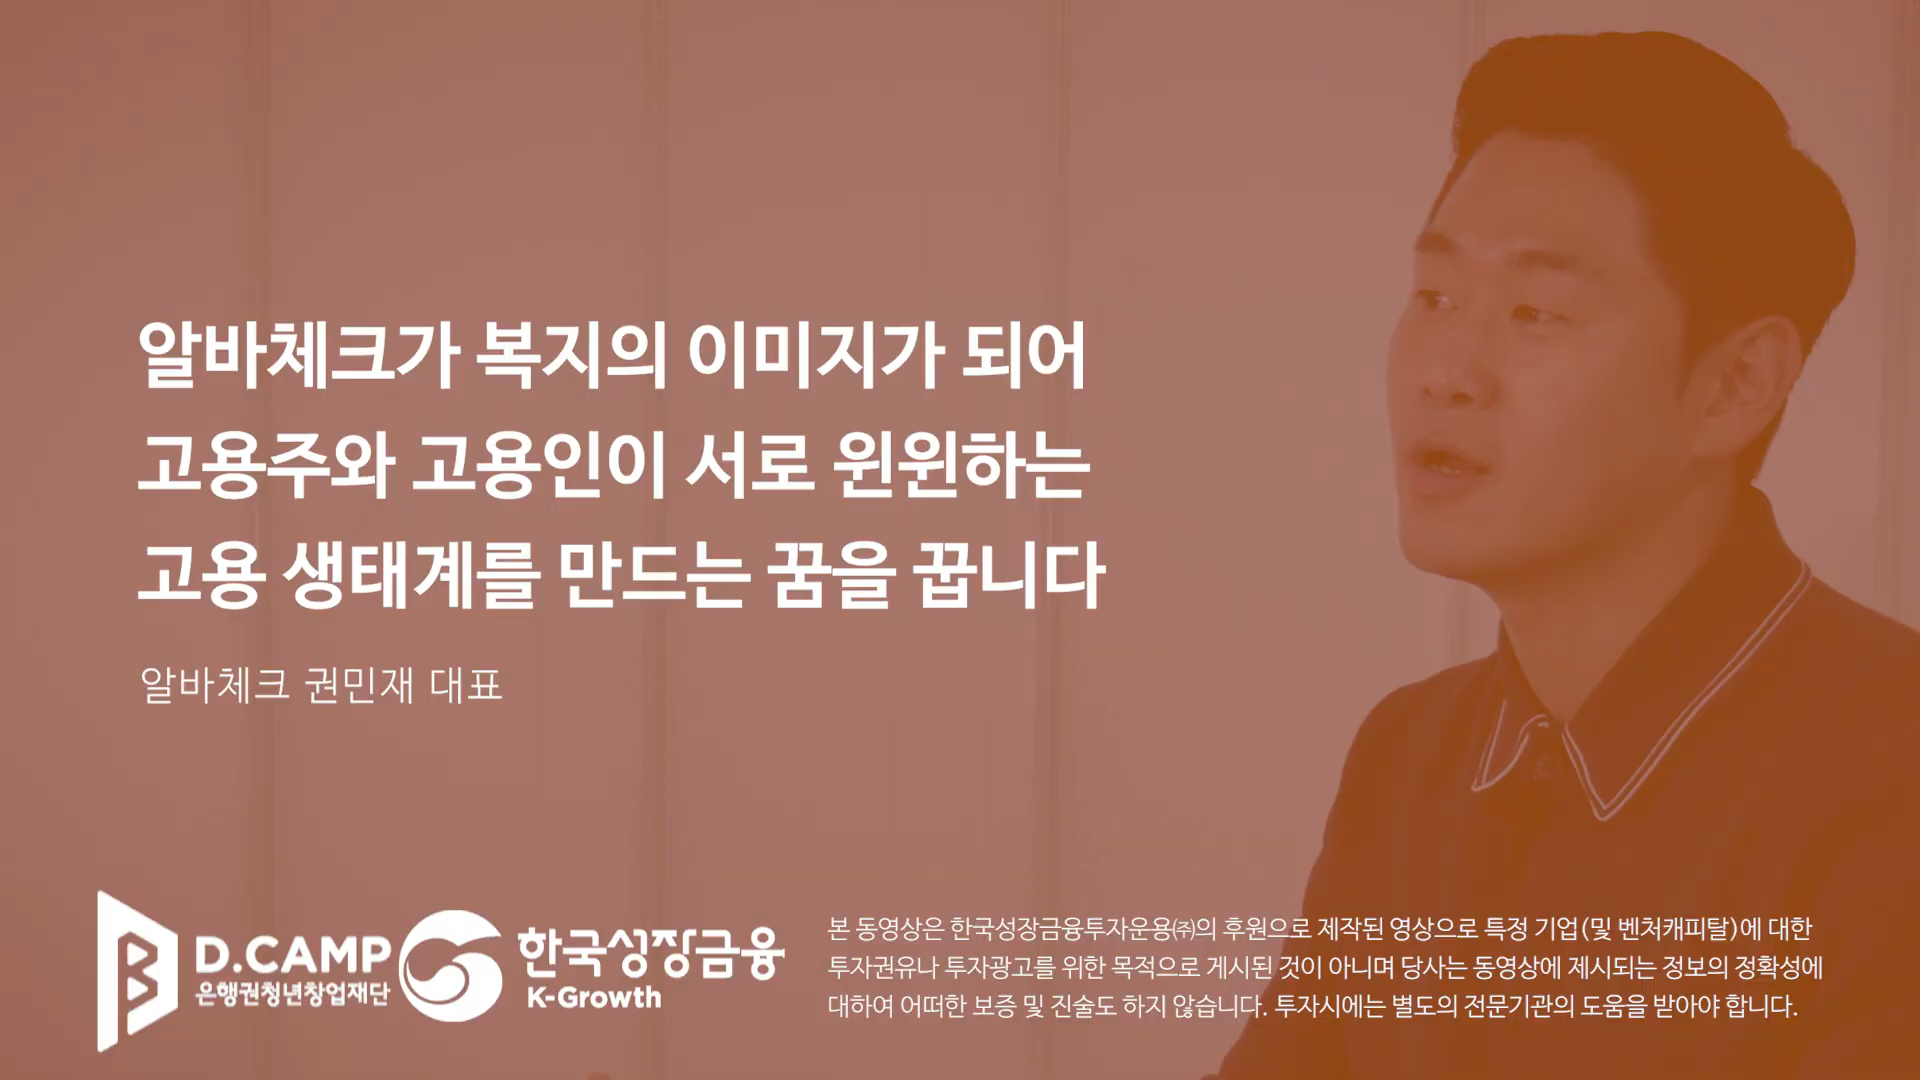 알바체크가 복지의 이미지가 되어
고용주와 고용인이 서로 윈윈하는
고용 생태계를 만드는 꿈을 꿉니다
알바체크 권민재 대표
D.CAMP
은행권청년창업재단
한국성장금융
K-Growth
본 동영상은 한국성장금융투자운용㈜의 후원으로 제작된 영상으로 특정 기업(및 벤처캐피탈)에 대한
투자권유나 투자광고를 위한 목적으로 게시된 것이 아니며 당사는 동영상에 제시되는 정보의 정확성에
대하여 어떠한 보증 및 진술도 하지 않습니다. 투자시에는 별도의 전문기관의 도움을 받아야 합니다.